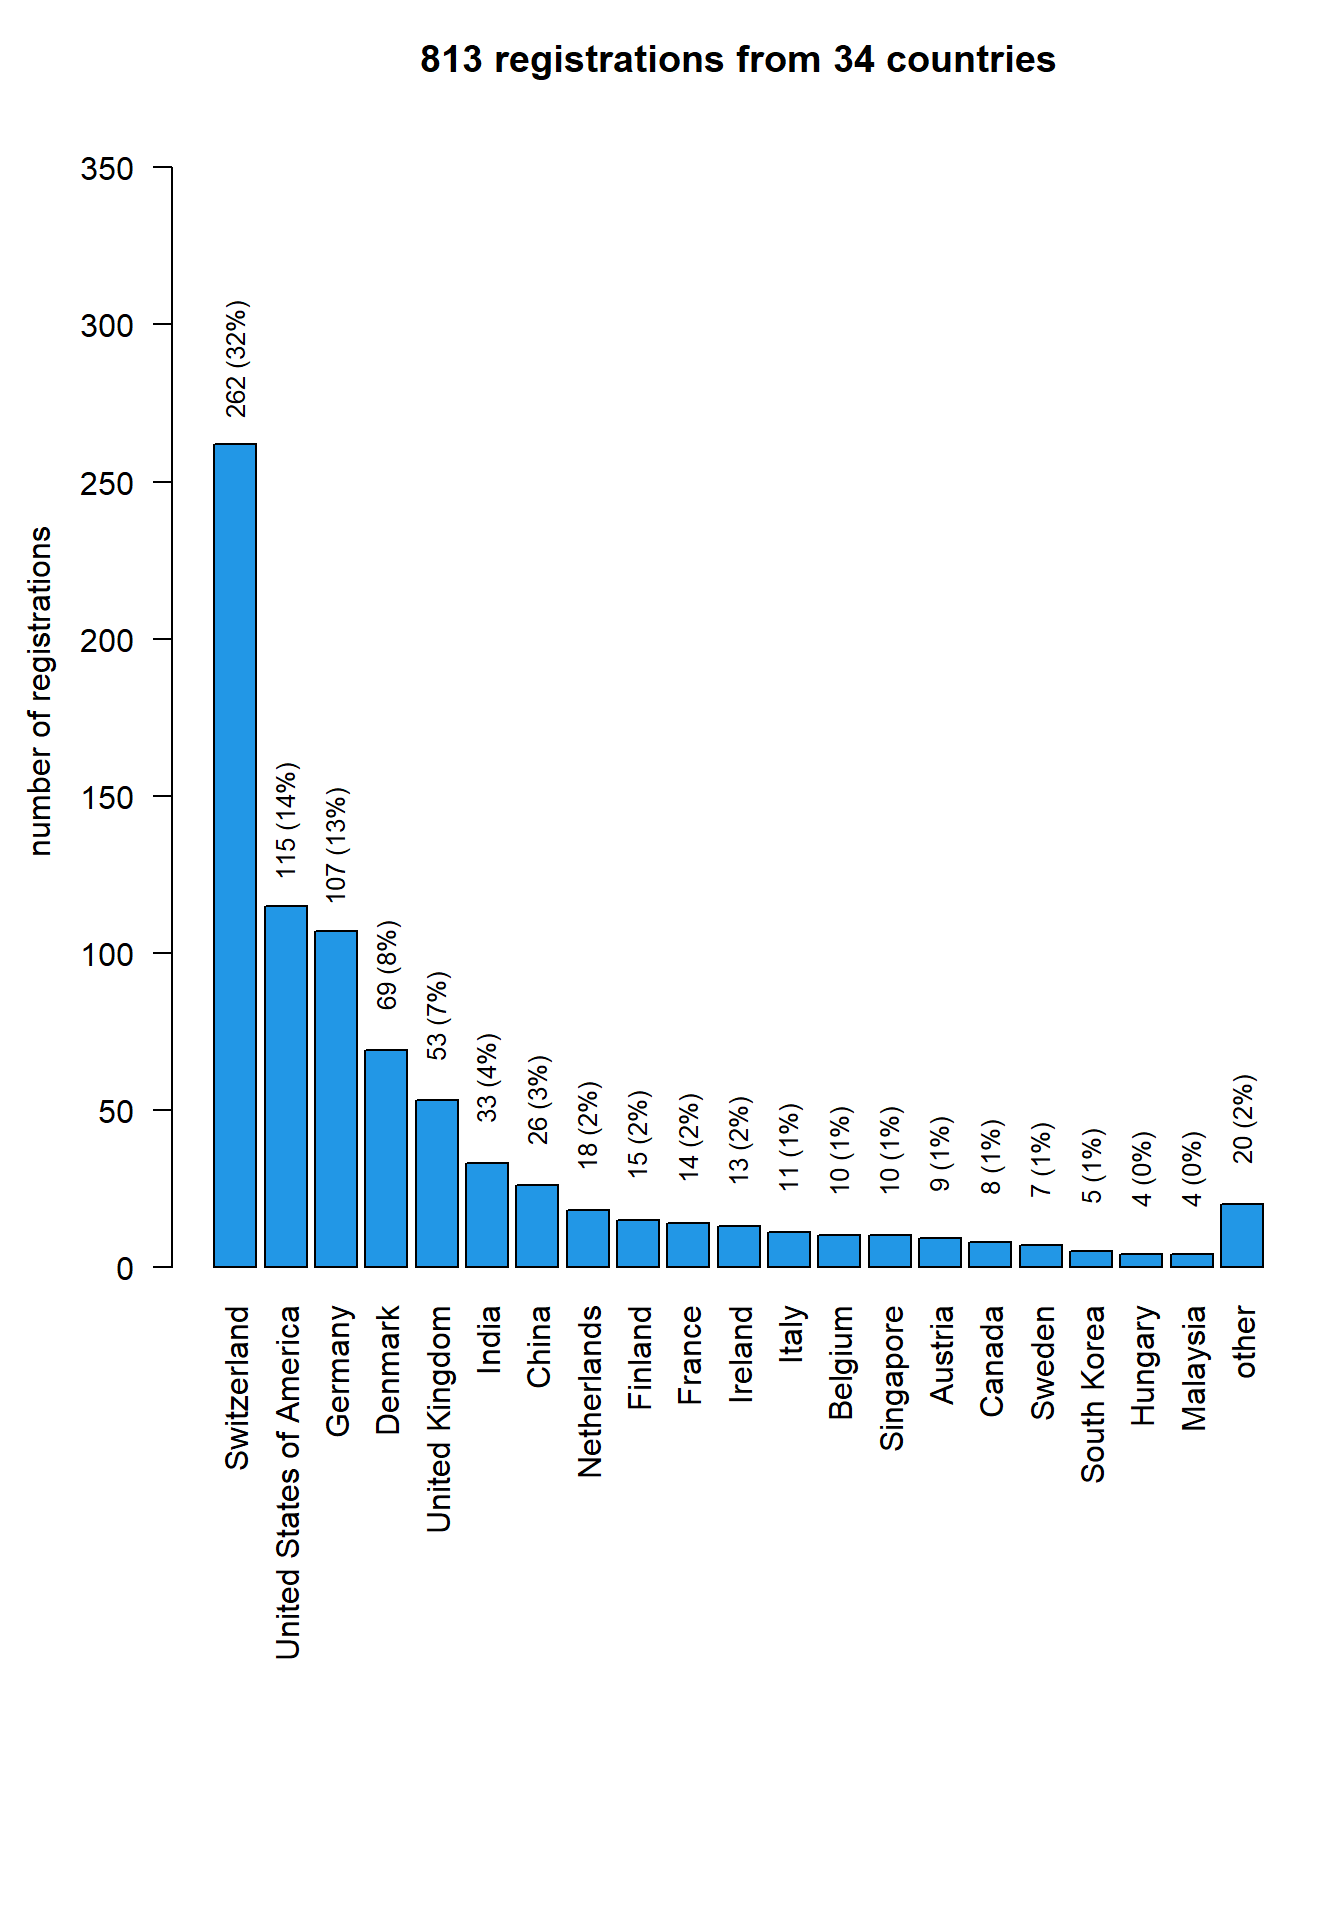 813 registrations from 34 countries
number of registrations
350
300
250
200
150
100
50
0
262 (32%)
115 (14%)
107 (13%)
69 (8%)
53 (7%)
33 (4%)
26 (3%)
18 (2%)
15 (2%)
14 (2%)
13 (2%)
11 (1%)
10 (1%)
10 (1%)
9 (1%)
8 (1%)
7 (1%)
5 (1%)
4 (0%)
4 (0%)
20 (2%)
Switzerland
United States of America
Germany
Denmark
United Kingdom
India
China
Netherlands
Finland
France
Ireland
Italy
Belgium
Singapore
Austria
Canada
Sweden
South Korea
Hungary
Malaysia
other